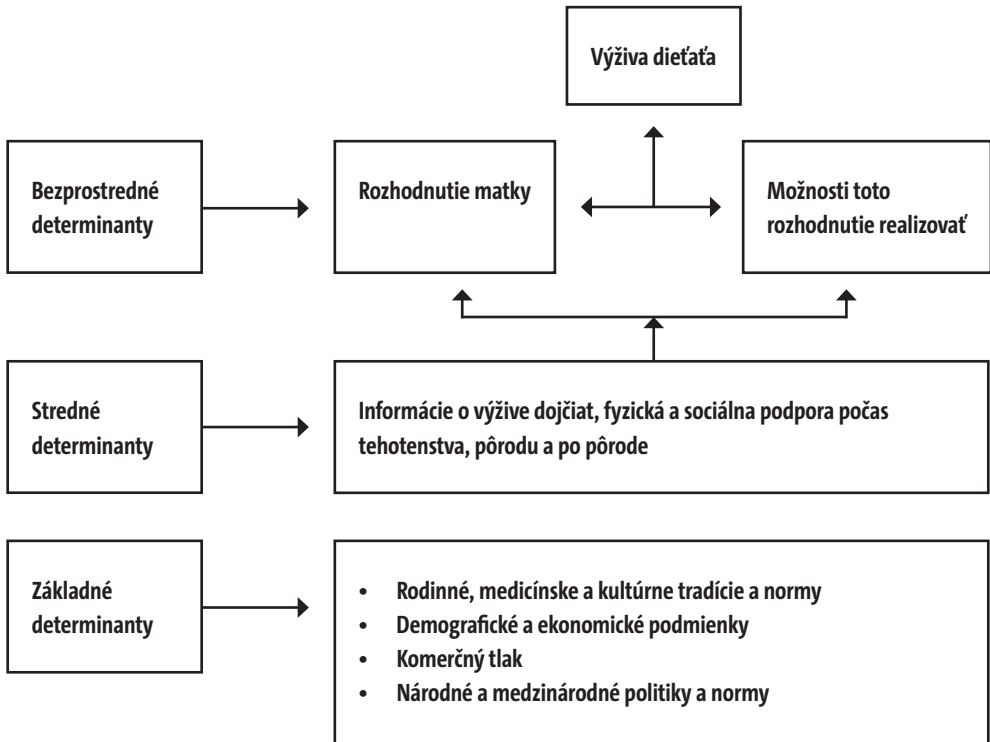 Výživa dieťaťa
Bezprostredné
determinanty
Rozhodnutie matky
Možnosti toto
rozhodnutie realizovať
Stredné
determinanty
Informácie o výžive dojčiat, fyzická a sociálna podpora počas
tehotenstva, pôrodu a po pôrode
Základné
determinanty
• Rodinné, medicínske a kultúrne tradície a normy
• Demografické a ekonomické podmienky
• Komerčný tlak
• Národné a medzinárodné politiky a normy